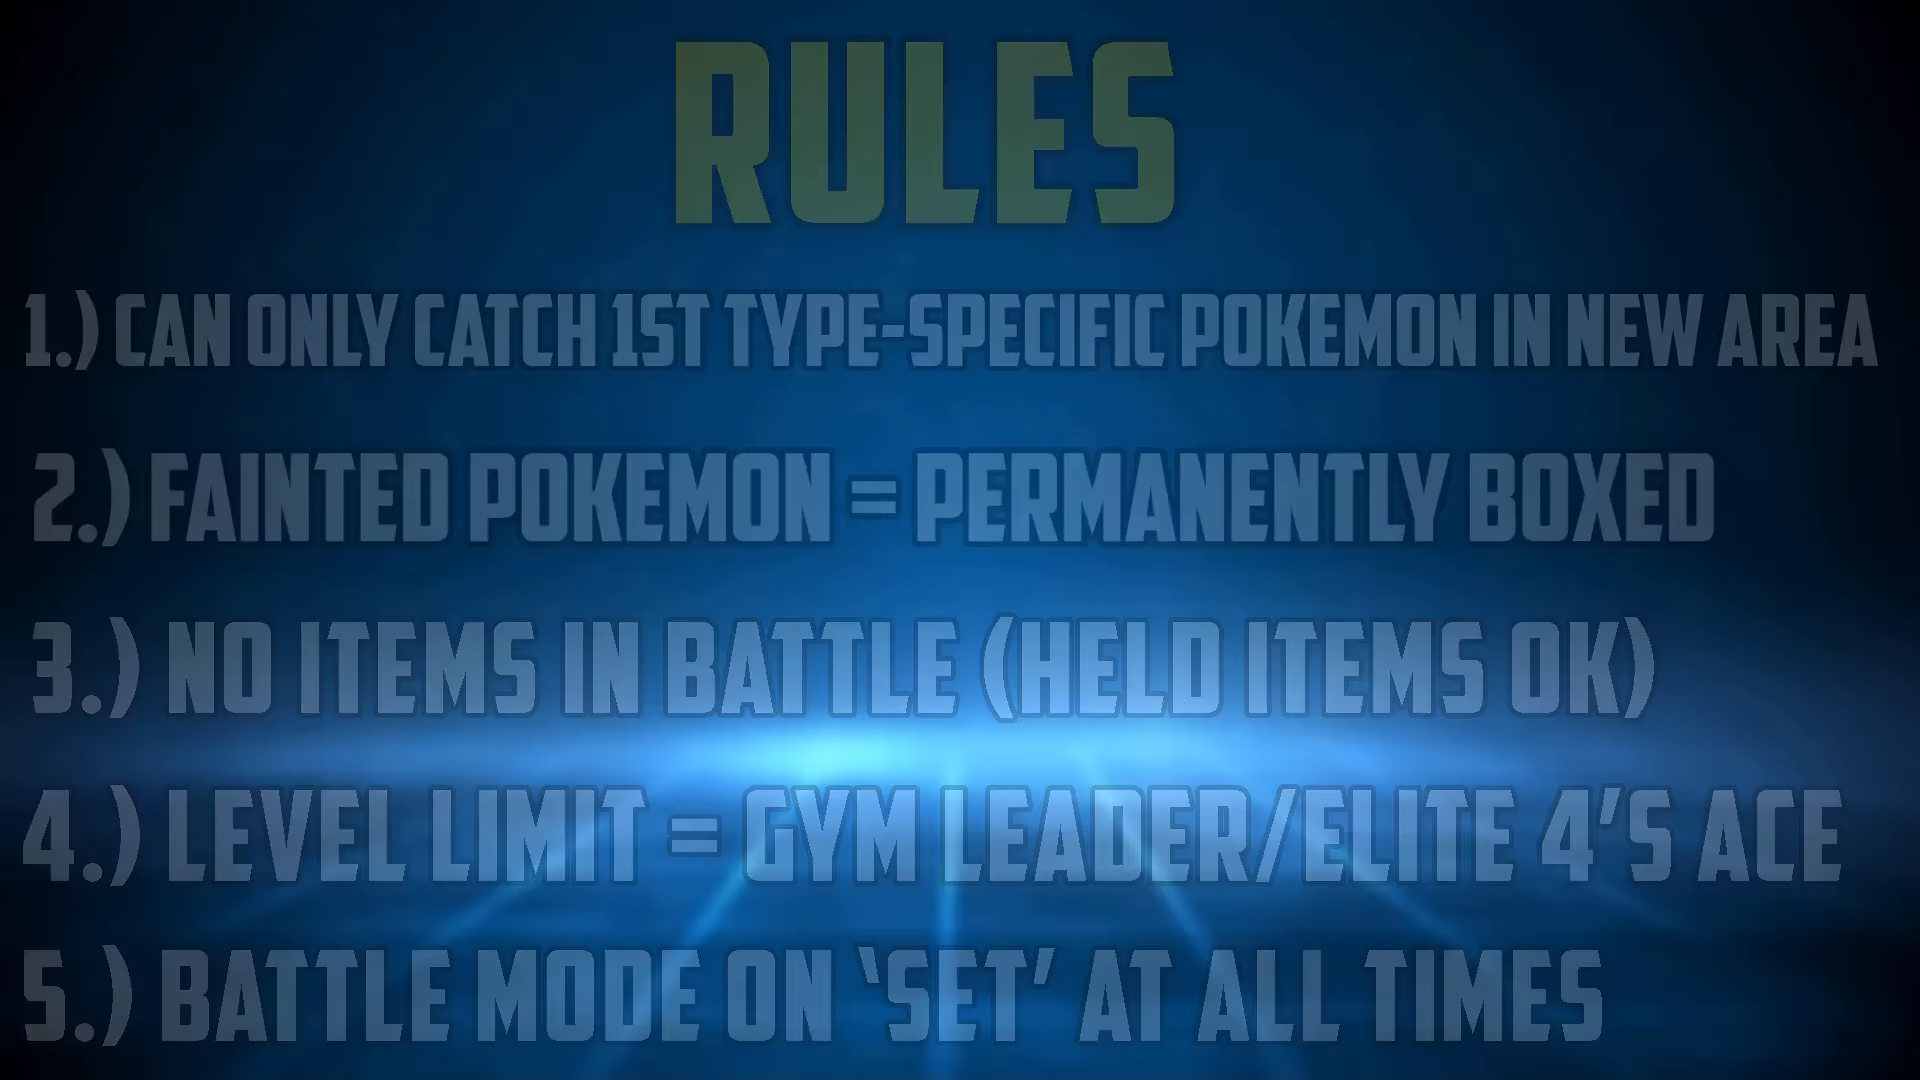 RULES
1.) CAN ONLY CATCH 1ST TYPE-SPECIFIC POKEMON IN NEW AREA
2.) FAINTED POKEMON = PERMANENTLY BOXED
3.) NO ITEMS IN BATTLE (HELD ITEMS OK)
4.) LEVEL LIMIT = GYM LEADER/ELITE 4'S ACE
5.) BATTLE MODE ON ‘SET’ AT ALL TIMES